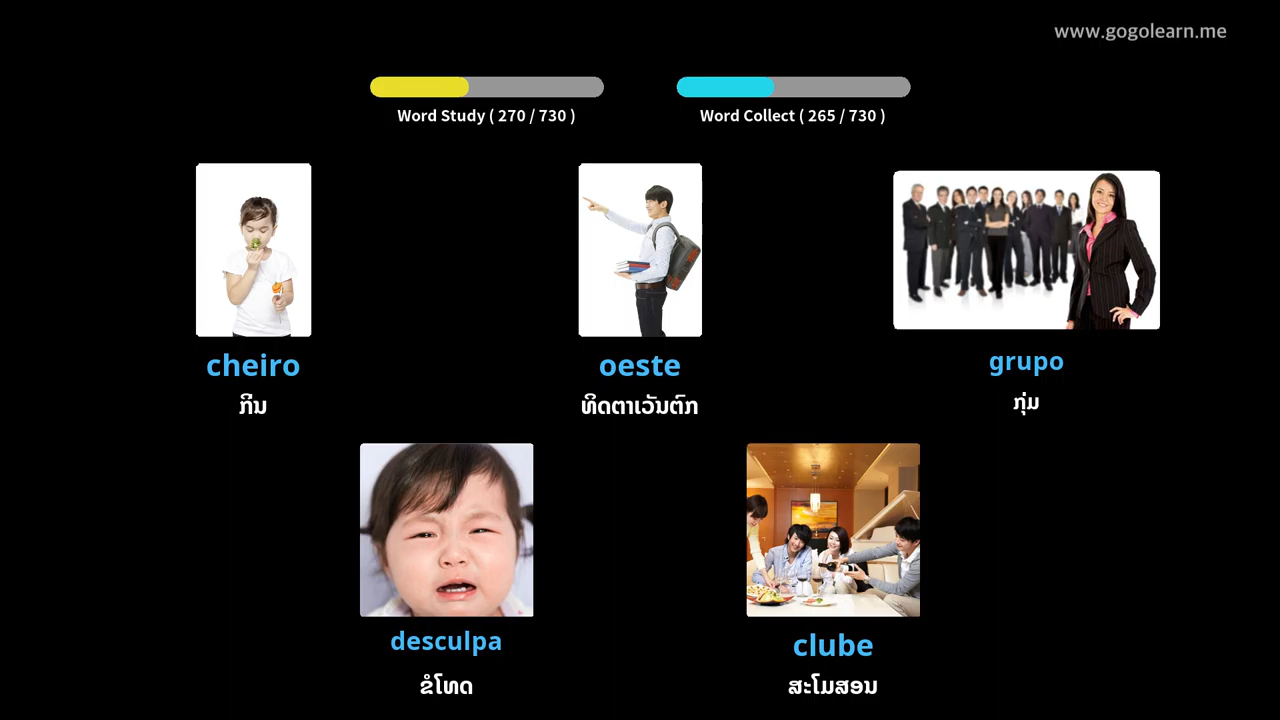 www.gogolearn.me
Word Study ( 270 / 730 )
Word Collect ( 265 / 730 )
cheiro
ກິນ
oeste
ທິດຕາເວັນຕົກ
grupo
ກຸ່ມ
desculpa
ຂໍໂທດ
clube
ສະໂມສອນ